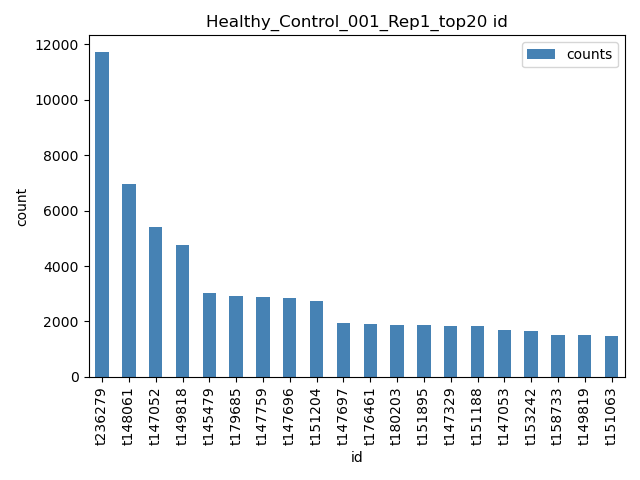 Healthy_Control_001_Rep1_top20 id
counts
12000
10000
8000
6000
4000
2000
0
count
t236279
t148061
t147052
t149818
t145479
t179685
t147759
t147696
t151204
t147697
t176461
t180203
t151895
t147329
t151188
t147053
t153242
t158733
t149819
t151063
id